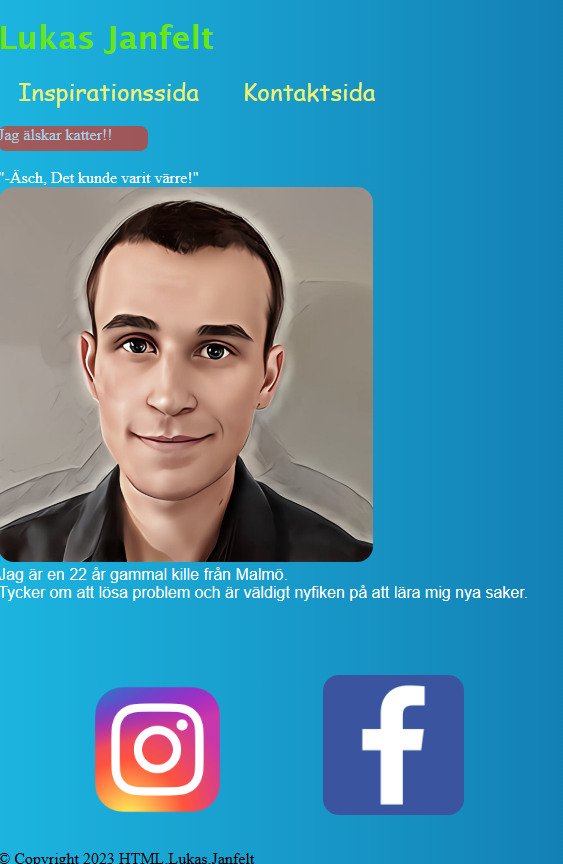 Lukas Janfelt
Inspirationssida Kontaktsida
Jag älskar katter!!
"-Äsch, Det kunde varit värre!"
Jag är en 22 år gammal kille från Malmö.
Tycker om att lösa problem och är väldigt nyfiken på att lära mig nya saker.
© Copyright 2023 HTML.Lukas.Janfelt